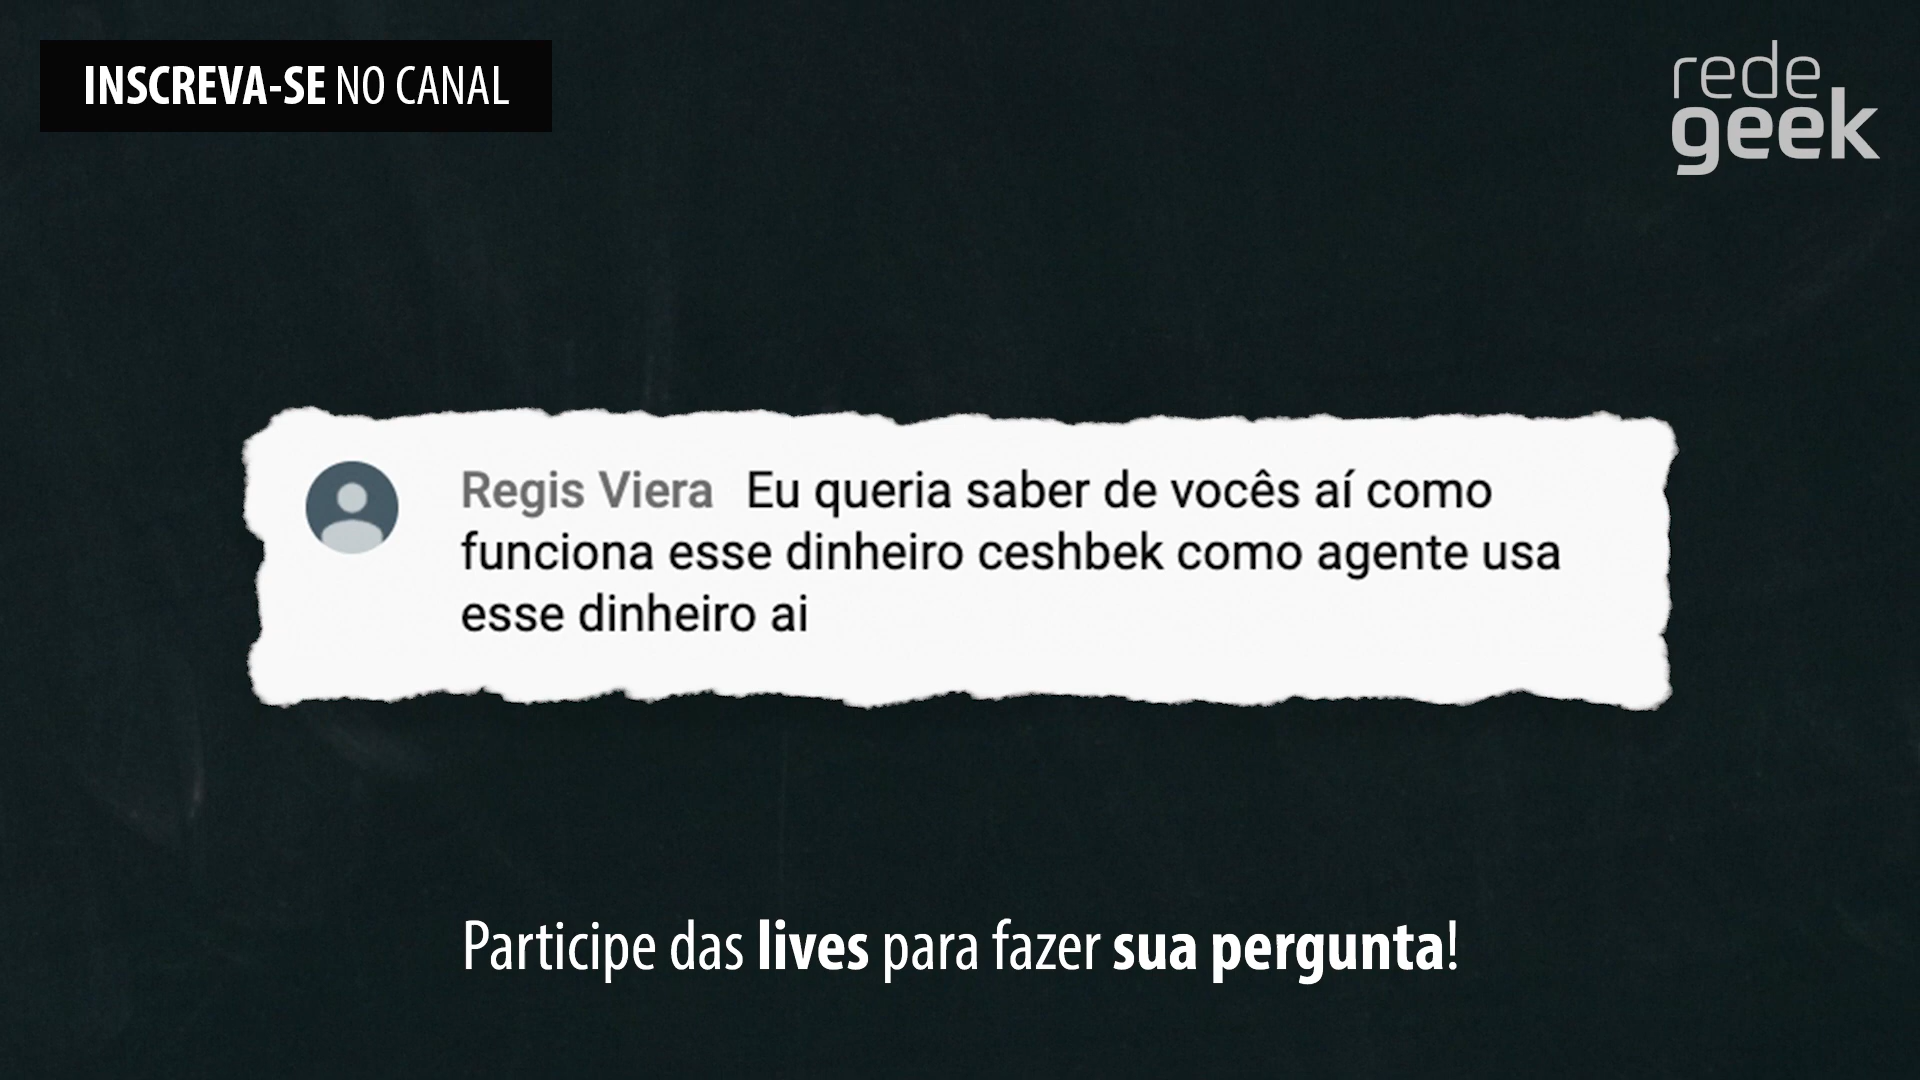 INSCREVA-SE NO CANAL
rede
geek
Regis Viera Eu queria saber de vocês aí como
funciona esse dinheiro ceshbek como agente usa
esse dinheiro ai
Participe das lives para fazer sua pergunta!